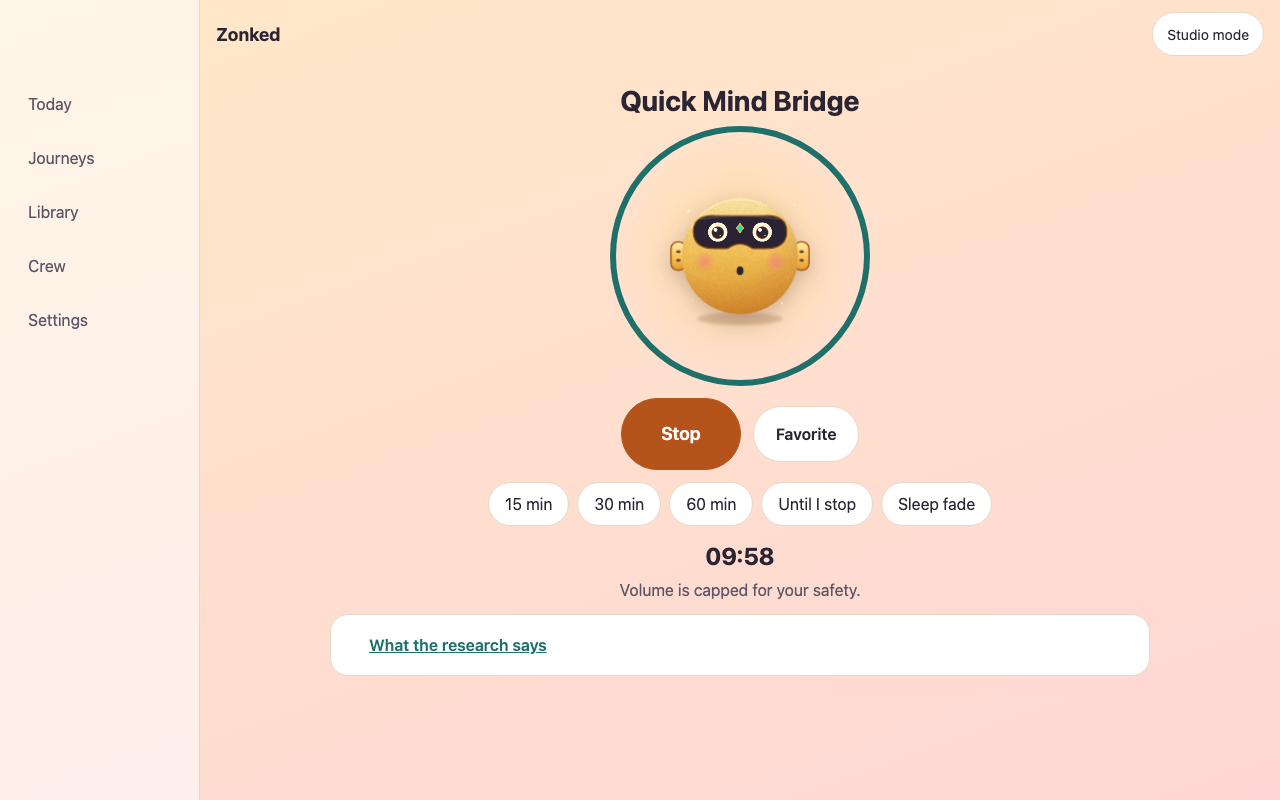 Zonked
Studio mode
Today
Journeys
Library
Crew
Settings
Quick Mind Bridge
Stop
Favorite
15 min
30 min
60 min
Until I stop
Sleep fade
09:58
Volume is capped for your safety.
What the research says